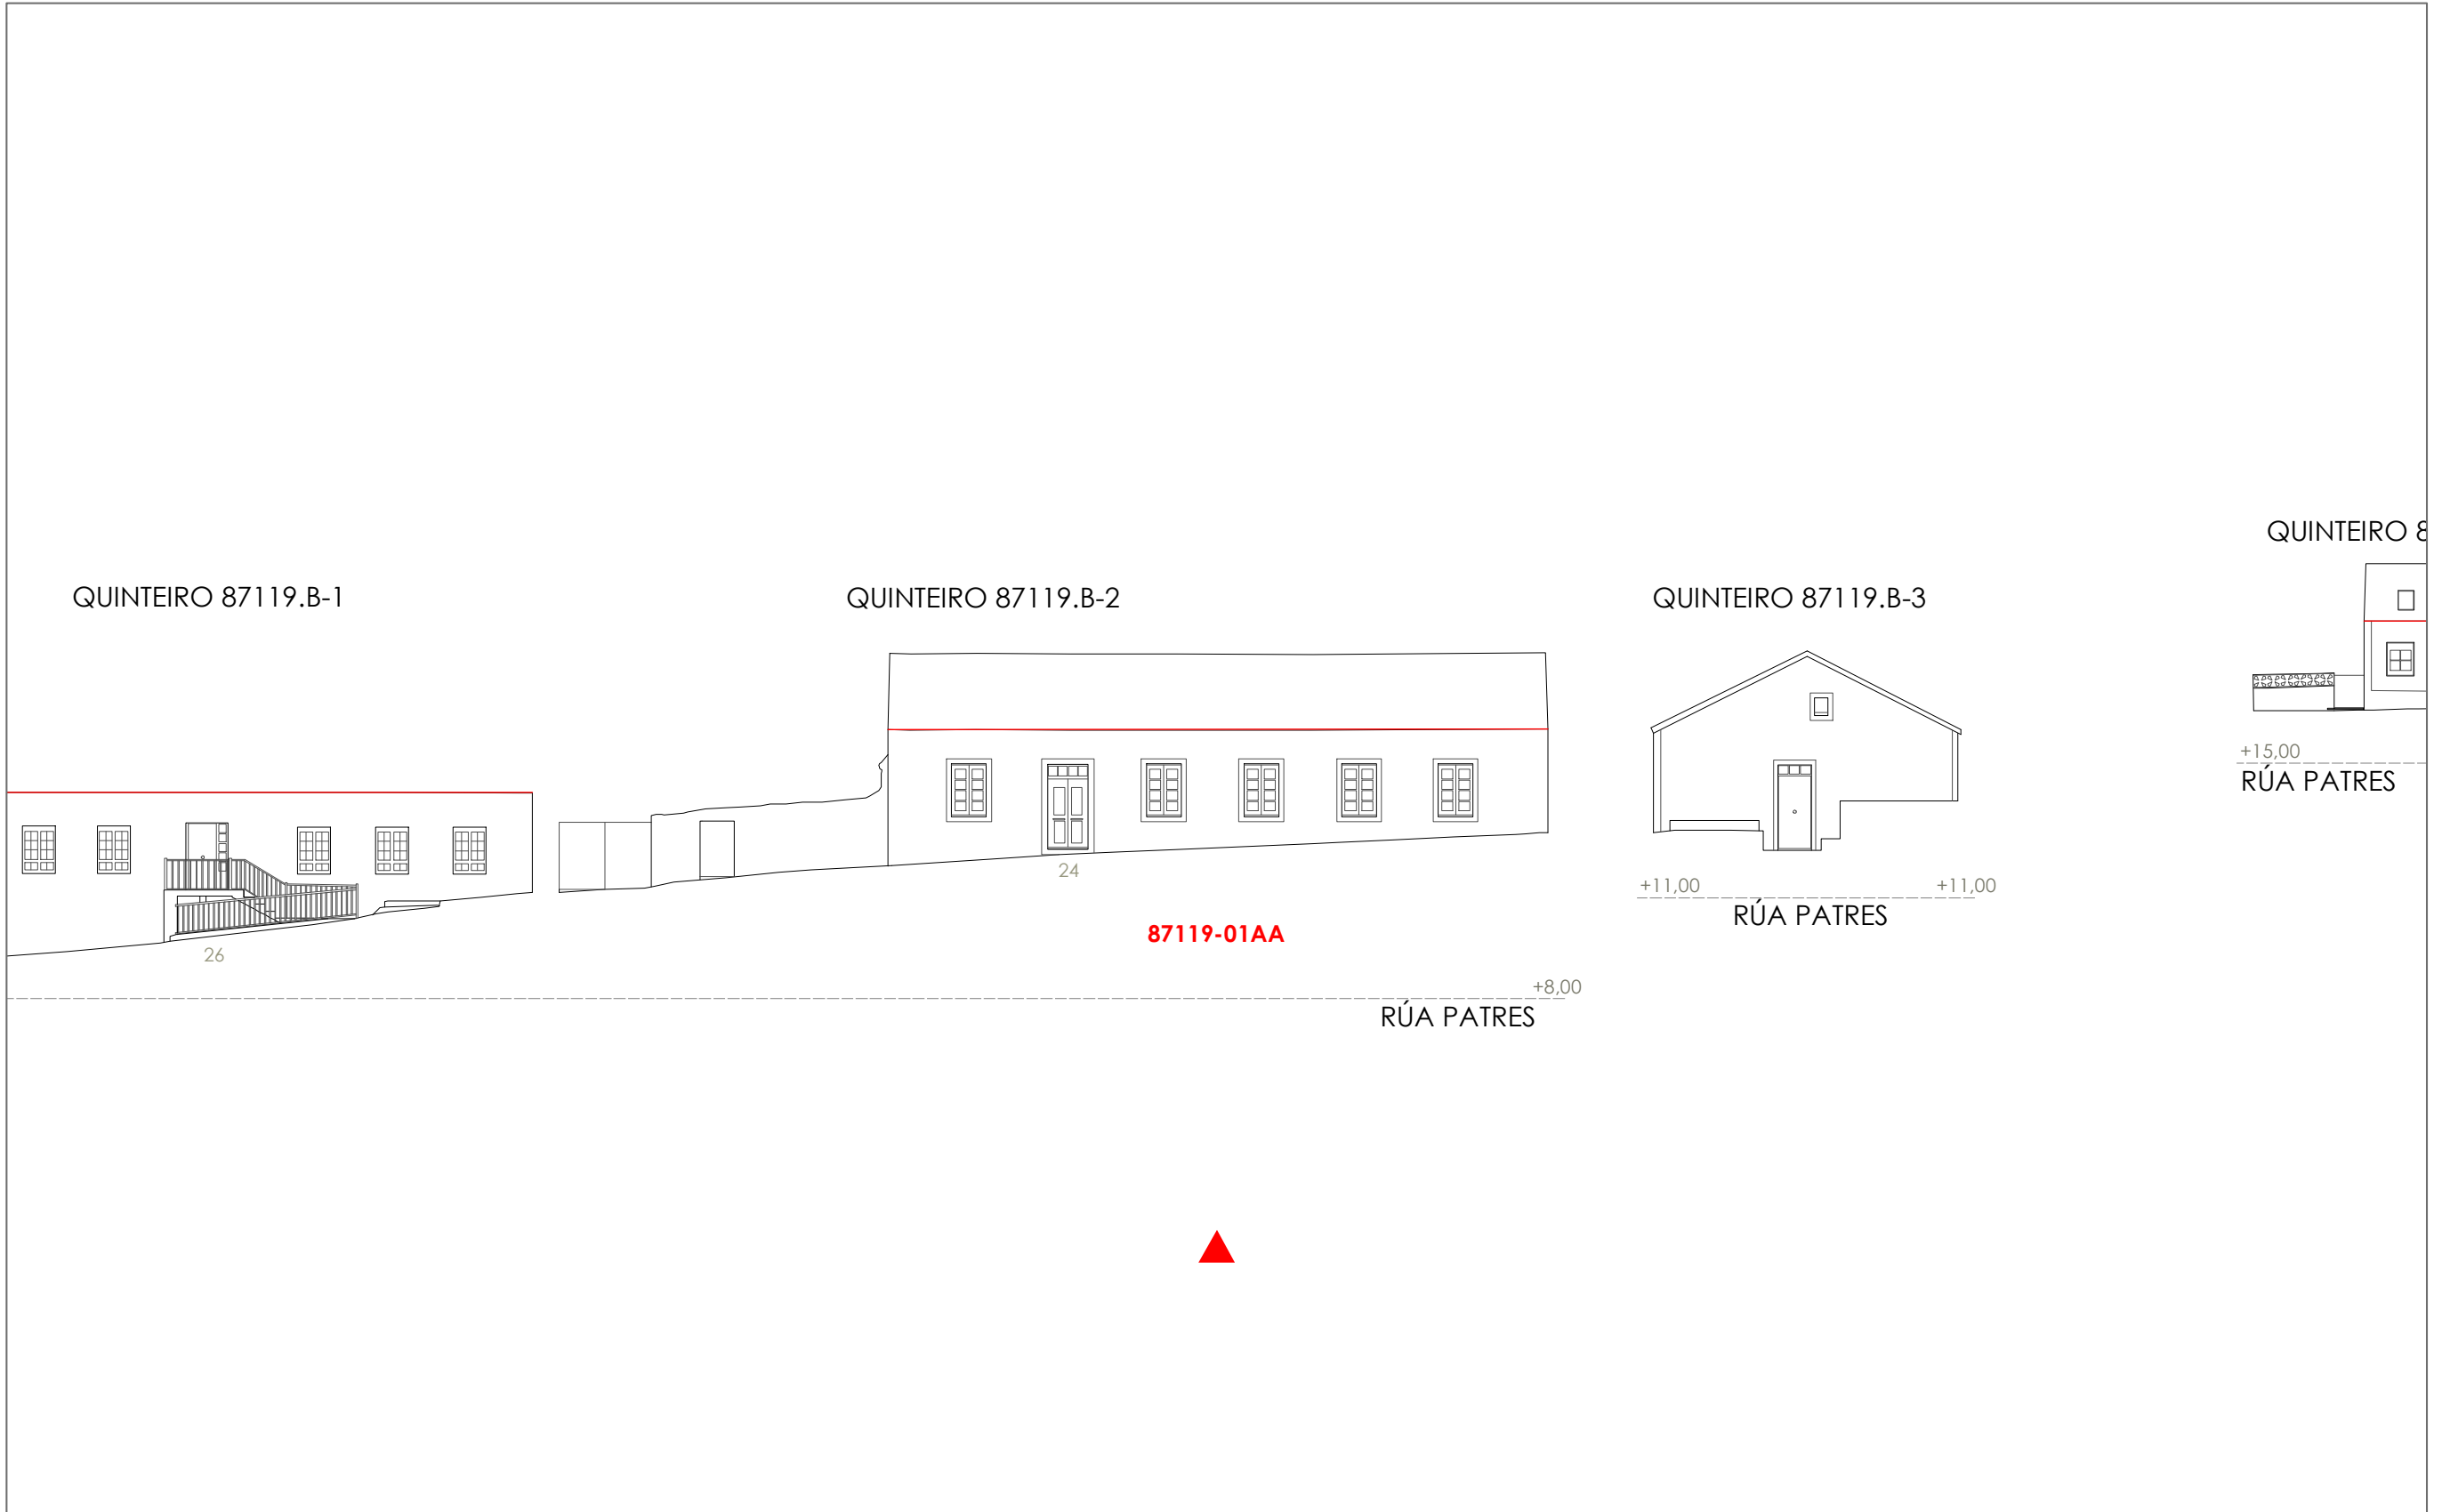 QUINTEIRO 8
QUINTEIRO 87119.B-1
QUINTEIRO 87119.B-2
QUINTEIRO 87119.B-3
+15,00
RÚA PATRES
24
+11,00
+11,00
RÚA PATRES
87119-01AA
26
+8,00
RÚA PATRES